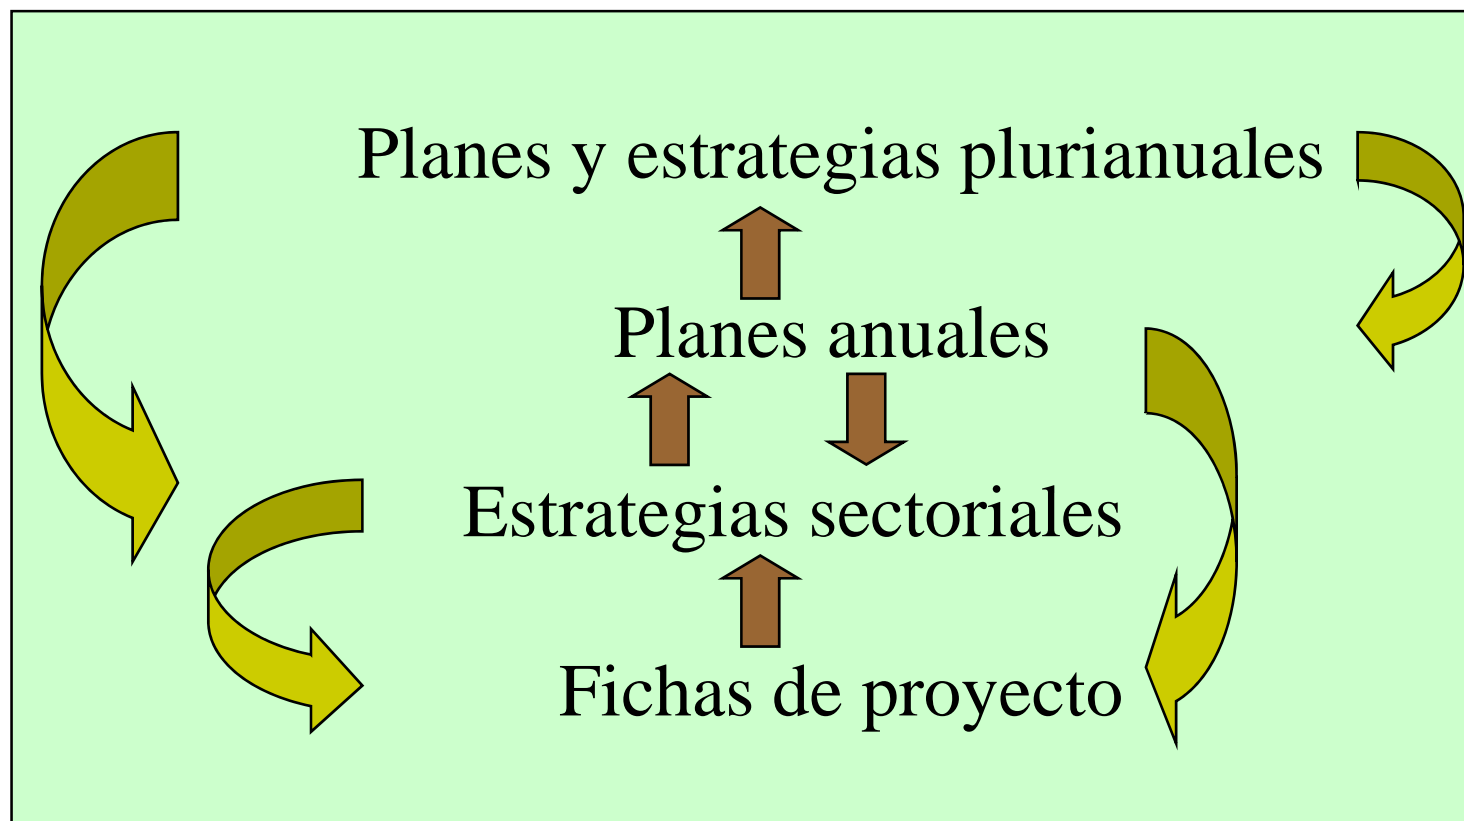 Planes y estrategias plurianuales
Planes anuales
Estrategias sectoriales
Fichas de proyecto